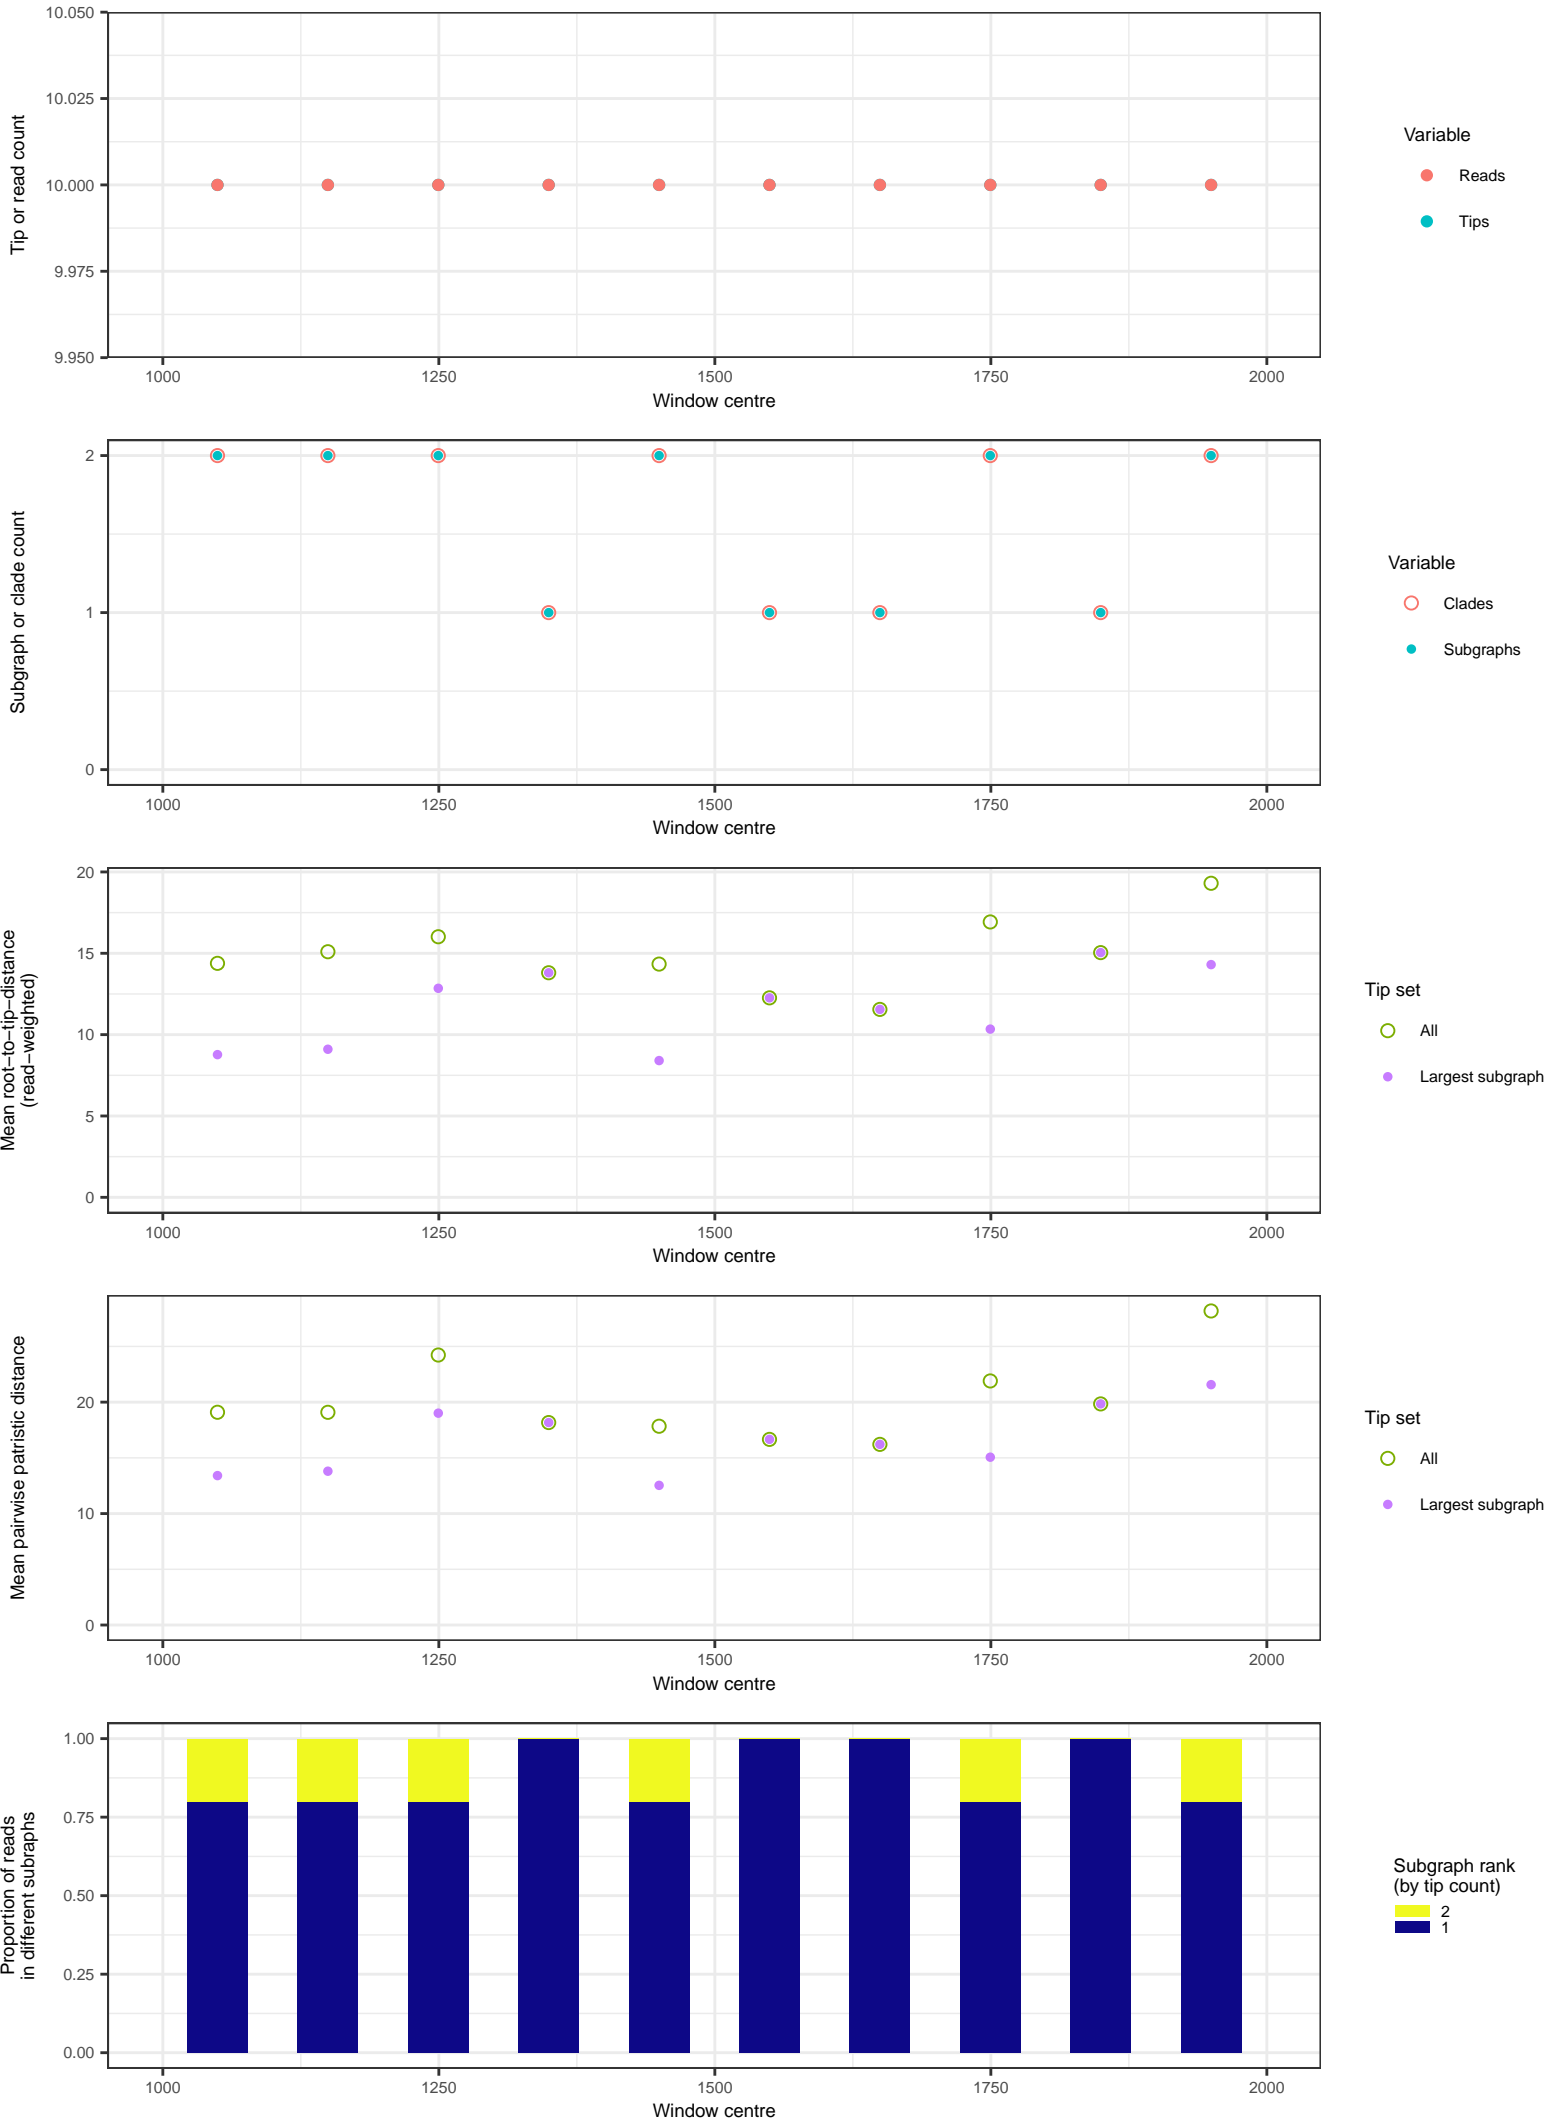 10.050
10.025
10.000
9.975
9.950
Tip or read count
1000 1250 1500 1750 2000
Window centre
Variable
Reads
Tips
2
1
0
Subgraph or clade count
1000 1250 1500 1750 2000
Window centre
Variable
Clades
Subgraphs
20
15
10
5
0
Mean root−to−tip−distance
(read−weighted)
1000 1250 1500 1750 2000
Window centre
Tip set
All
Largest subgraph
20
10
0
Mean pairwise patristic distance
1000 1250 1500 1750 2000
Window centre
Tip set
All
Largest subgraph
1.00
0.75
0.50
0.25
0.00
Proportion of reads
in different subraphs
1000 1250 1500 1750 2000
Window centre
Subgraph rank
(by tip count)
2
1